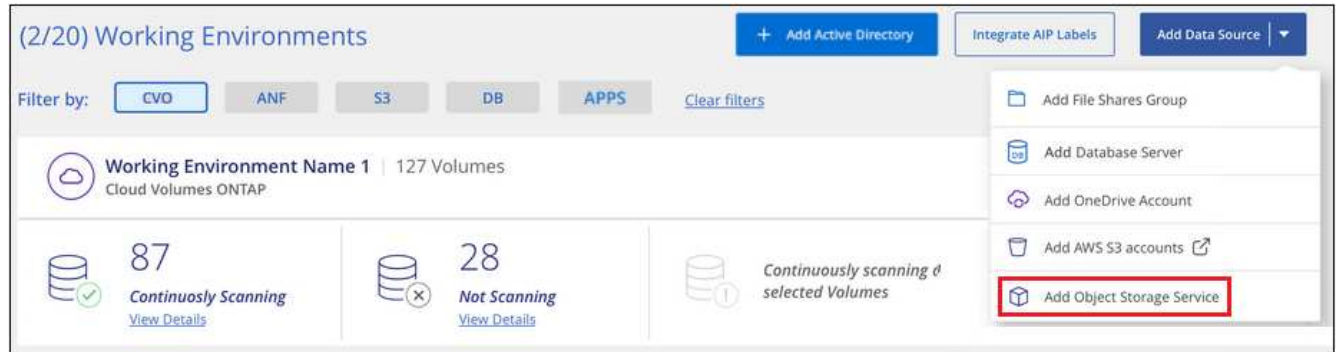 (2/20) Working Environments
+ Add Active Directory
Integrate AIP Labels
Add Data Source
Filter by:
CVO
ANF
S3
DB
APPS
Clear filters
Add File Shares Group
DB
Add Database Server
Add OneDrive Account
Add AWS S3 accounts
Add Object Storage Service
Working Environment Name 1 | 127 Volumes
Cloud Volumes ONTAP
87
Continuosly Scanning
View Details
28
Not Scanning
View Details
Continuously scanning
selected Volumes